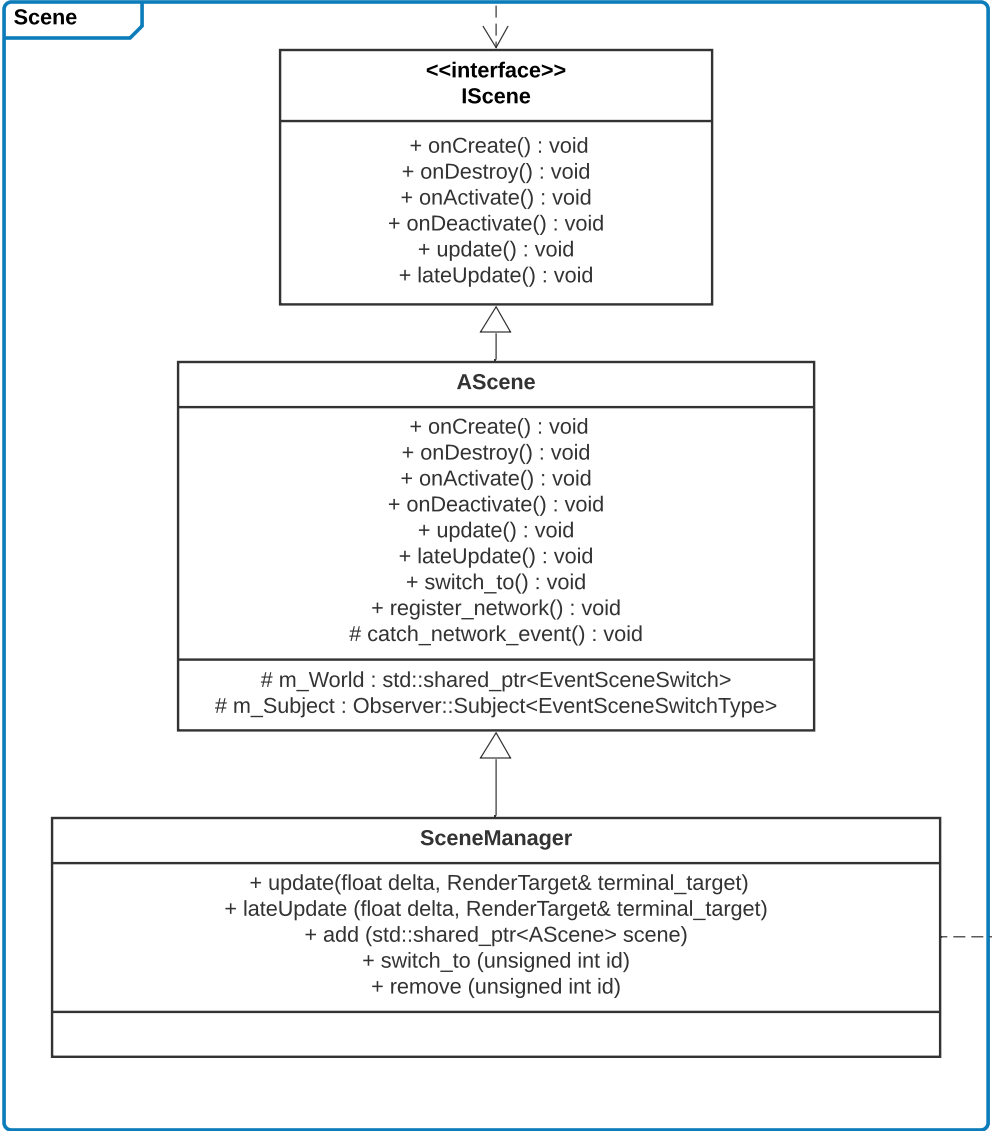 Scene
<<interface>>
IScene
+ onCreate() : void
+ onDestroy() : void
+ onActivate() : void
+ onDeactivate() : void
+ update() : void
+ lateUpdate() : void
AScene
+ onCreate() : void
+ onDestroy() : void
+ onActivate() : void
+ onDeactivate() : void
+ update() : void
+ lateUpdate() : void
+ switch_to() : void
+ register_network() : void
# catch_network_event() : void
# m_World : std::shared_ptr<EventSceneSwitch>
# m_Subject : Observer::Subject<EventSceneSwitchType>
SceneManager
+ update(float delta, RenderTarget& terminal_target)
+ lateUpdate (float delta, RenderTarget& terminal_target)
+ add (std::shared_ptr<AScene> scene)
+ switch_to (unsigned int id)
+ remove (unsigned int id)